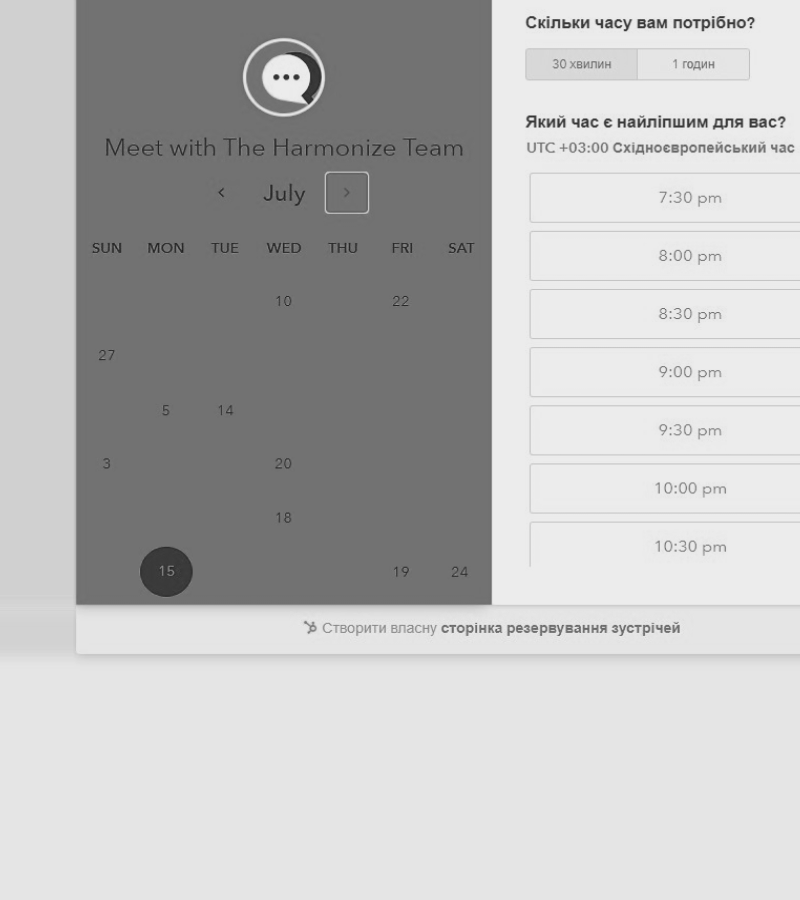 Meet with The Harmonize Team
July
SUN MON TUE WED THU FRI SAT
10 22
27
5 14
3 20
18
15 19 24
Скільки часу вам потрібно?
30 хвилин 1 годин
Який час є найліпшим для вас?
UTC +03:00 Східноєвропейський час
7:30 pm
8:00 pm
8:30 pm
9:00 pm
9:30 pm
10:00 pm
10:30 pm
Створити власну сторінка резервування зустрічей